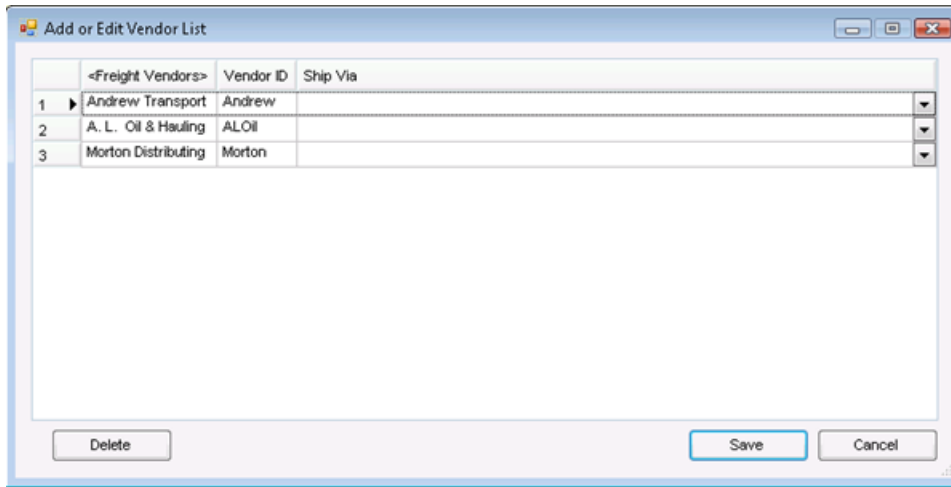 Add or Edit Vendor List
<Freight Vendors> Vendor ID Ship Via
1 Andrew Transport Andrew
2 A. L. Oil & Hauling ALOil
3 Morton Distributing Morton
Delete Save Cancel